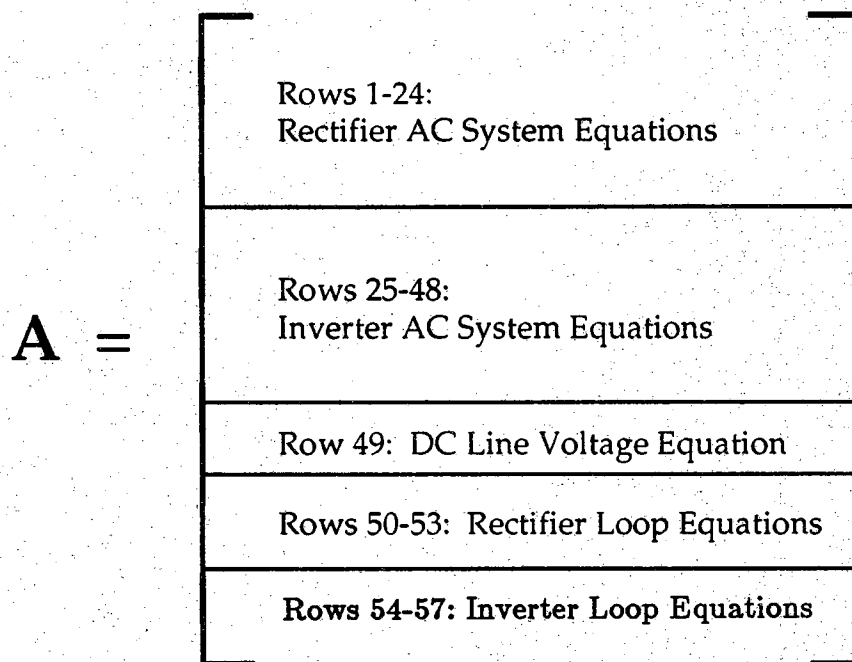 Rows 1-24:
Rectifier AC System Equations
Rows 25-48:
Inverter AC System Equations
A =
Row 49: DC Line Voltage Equation
Rows 50-53: Rectifier Loop Equations
Rows 54-57: Inverter Loop Equations